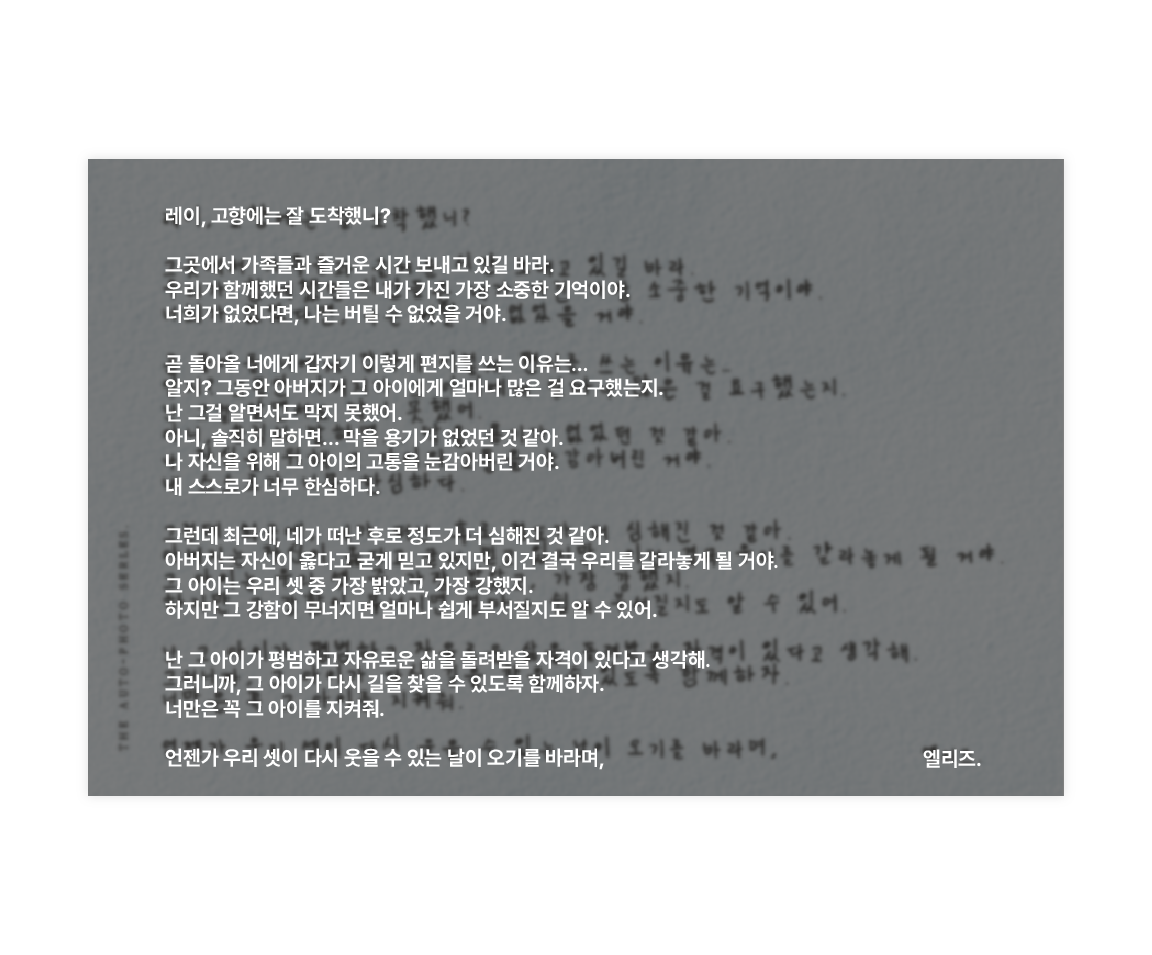 레이, 고향에는 잘 도착했니?
그곳에서 가족들과 즐거운 시간 보내고 있길 바라.
우리가 함께했던 시간들은 내가 가진 가장 소중한 기억이야.
너희가 없었다면, 나는 버틸 수 없었을 거야.
곧 돌아올 너에게 갑자기 이렇게 편지를 쓰는 이유는...
알지? 그동안 아버지가 그 아이에게 얼마나 많은 걸 요구했는지.
난 그걸 알면서도 막지 못했어.
아니, 솔직히 말하면... 막을 용기가 없었던 것 같아.
나 자신을 위해 그 아이의 고통을 눈감아버린 거야.
내 스스로가 너무 한심하다.
그런데 최근에, 네가 떠난 후로 정도가 더 심해진 것 같아.
아버지는 자신이 옳다고 굳게 믿고 있지만, 이건 결국 우리를 갈라놓게 될 거야.
그 아이는 우리 셋 중 가장 밝았고, 가장 강했지.
하지만 그 강함이 무너지면 얼마나 쉽게 부서질지도 알 수 있어.
난 그 아이가 평범하고 자유로운 삶을 돌려받을 자격이 있다고 생각해.
그러니까, 그 아이가 다시 길을 찾을 수 있도록 함께하자.
너만은 꼭 그 아이를 지켜줘.
언젠가 우리 셋이 다시 웃을 수 있는 날이 오기를 바라며,
엘리즈.
THE AUTO-PHOTO SERIES.